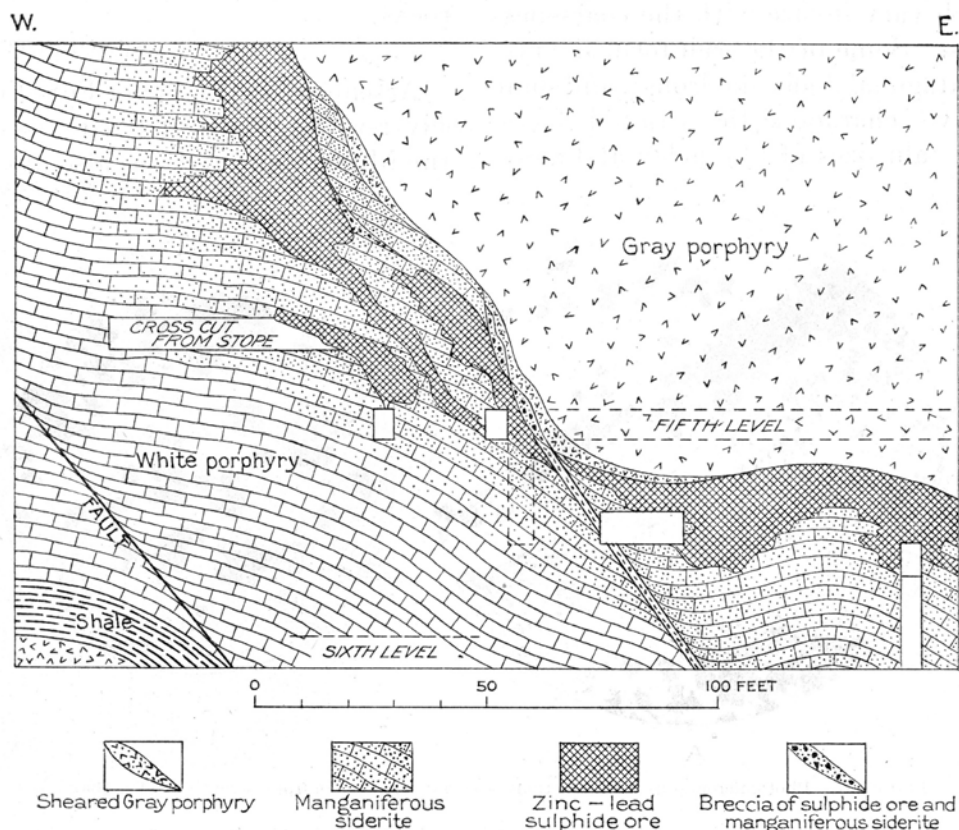 W.
E.
Gray porphyry
CROSS CUT
FROM STOPE
FIFTH LEVEL
White porphyry
FAULT
Shale
SIXTH LEVEL
0
50
100 FEET
Sheared Gray porphyry
Manganiferous
siderite
Zinc – lead
sulphide ore
Breccia of sulphide ore and
manganiferous siderite